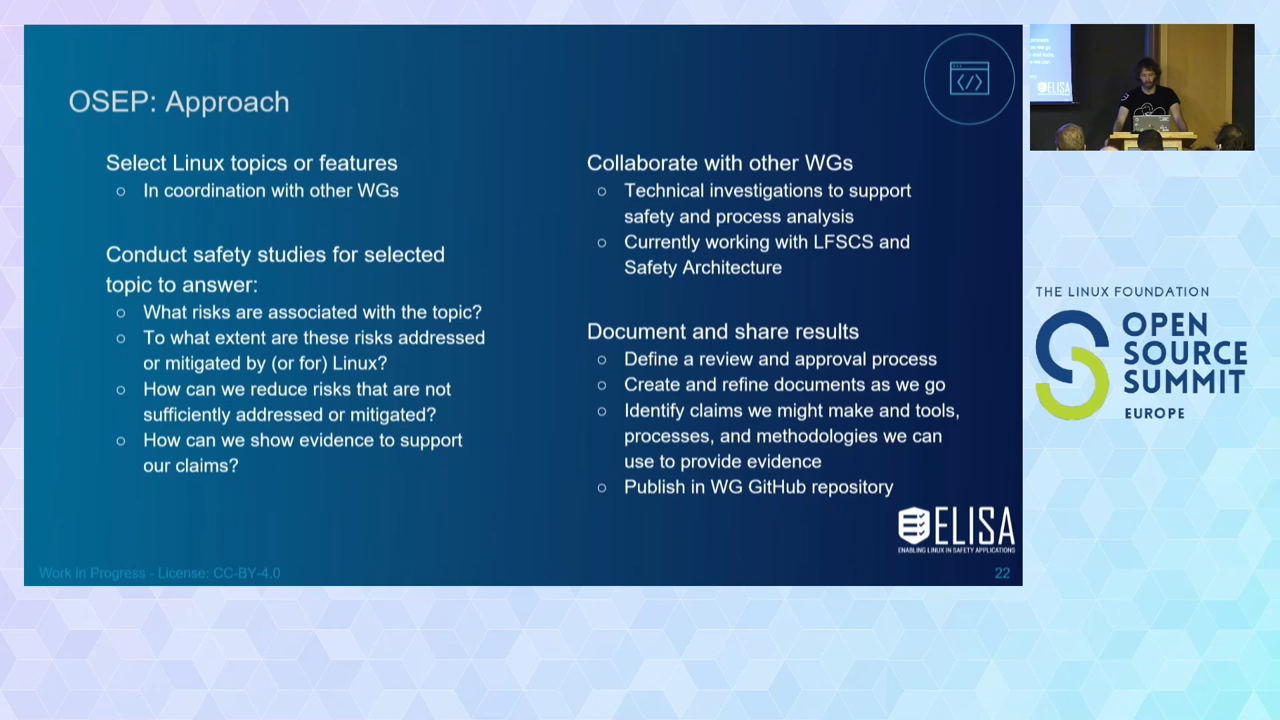 OSEP: Approach
Select Linux topics or features
○ In coordination with other WGs
Conduct safety studies for selected
topic to answer:
○ What risks are associated with the topic?
○ To what extent are these risks addressed
or mitigated by (or for) Linux?
○ How can we reduce risks that are not
sufficiently addressed or mitigated?
○ How can we show evidence to support
our claims?
Collaborate with other WGs
○ Technical investigations to support
safety and process analysis
○ Currently working with LFSCS and
Safety Architecture
Document and share results
○ Define a review and approval process
○ Create and refine documents as we go
○ Identify claims we might make and tools,
processes, and methodologies we can
use to provide evidence
○ Publish in WG GitHub repository
ELISA
ENABLING LINUX IN SAFETY APPLICATIONS
Work in Progress - License: CC-BY-4.0
22
ELISA
THE LINUX FOUNDATION
OPEN
SOURCE
SUMMIT
EUROPE